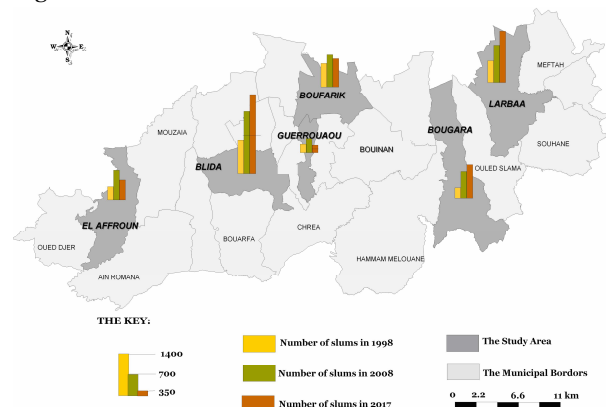 N
W E
S
MEFTAH
BOUFARIK
LARBAA
MOUZAIA
GUERROUAOU
BOUGARA
SOUHANE
BOUINAN
BLIDA
OULED SLAMA
EL AFFROUN
CHREA
OUED DJER
BOUARFA
HAMMAM MELOUANE
AIN ROMANA
THE KEY:
1400
700
350
Number of slums in 1998
Number of slums in 2008
Number of slums in 2017
The Study Area
The Municipal Bordors
0 2.2 6.6 11 km